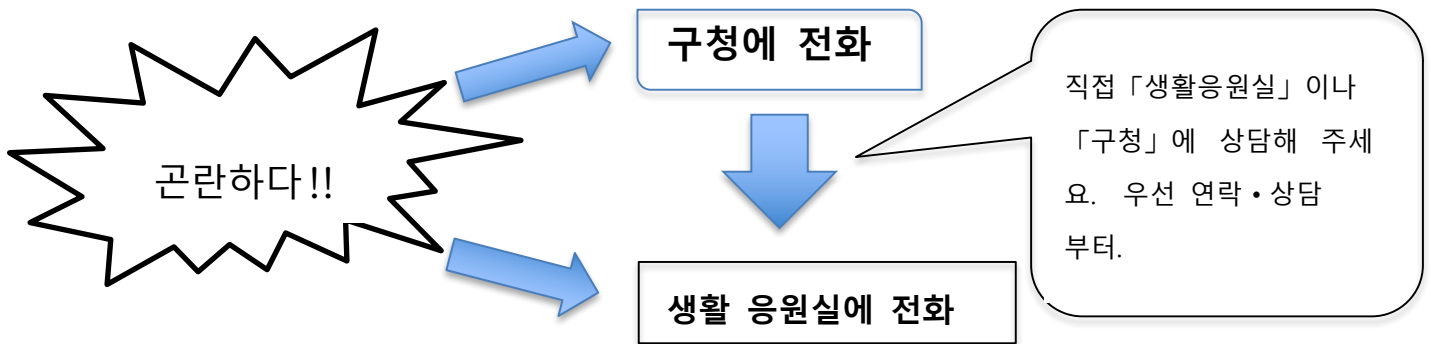 구청에 전화
곤란하다!!
직접「생활응원실」이나
「구청」에 상담해 주세
요. 우선 연락・상담
부터.
생활 응원실에 전화